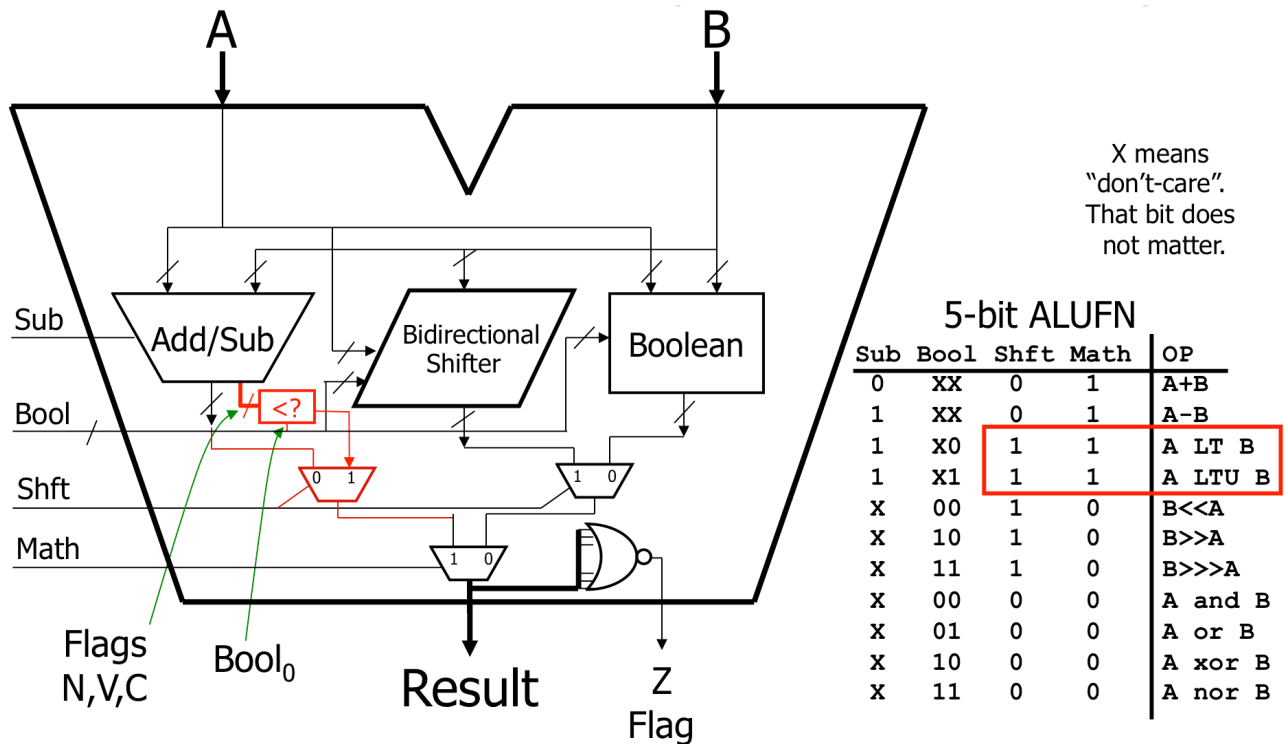 A
B
X means
“don’t-care”.
That bit does
not matter.
Sub
Add/Sub
Bidirectional
Shifter
Boolean
<?
Bool
0 1
1 0
Shft
Math
1 0
Flags
N,V,C
Bool0
Result
Z
Flag
5-bit ALUFN
Sub Bool Shft Math OP
0 XX 0 1 A+B
1 XX 0 1 A-B
1 X0 1 1 A LT B
1 X1 1 1 A LTU B
X 00 1 0 B<<A
X 10 1 0 B>>A
X 11 1 0 B>>>A
X 00 0 0 A and B
X 01 0 0 A or B
X 10 0 0 A xor B
X 11 0 0 A nor B